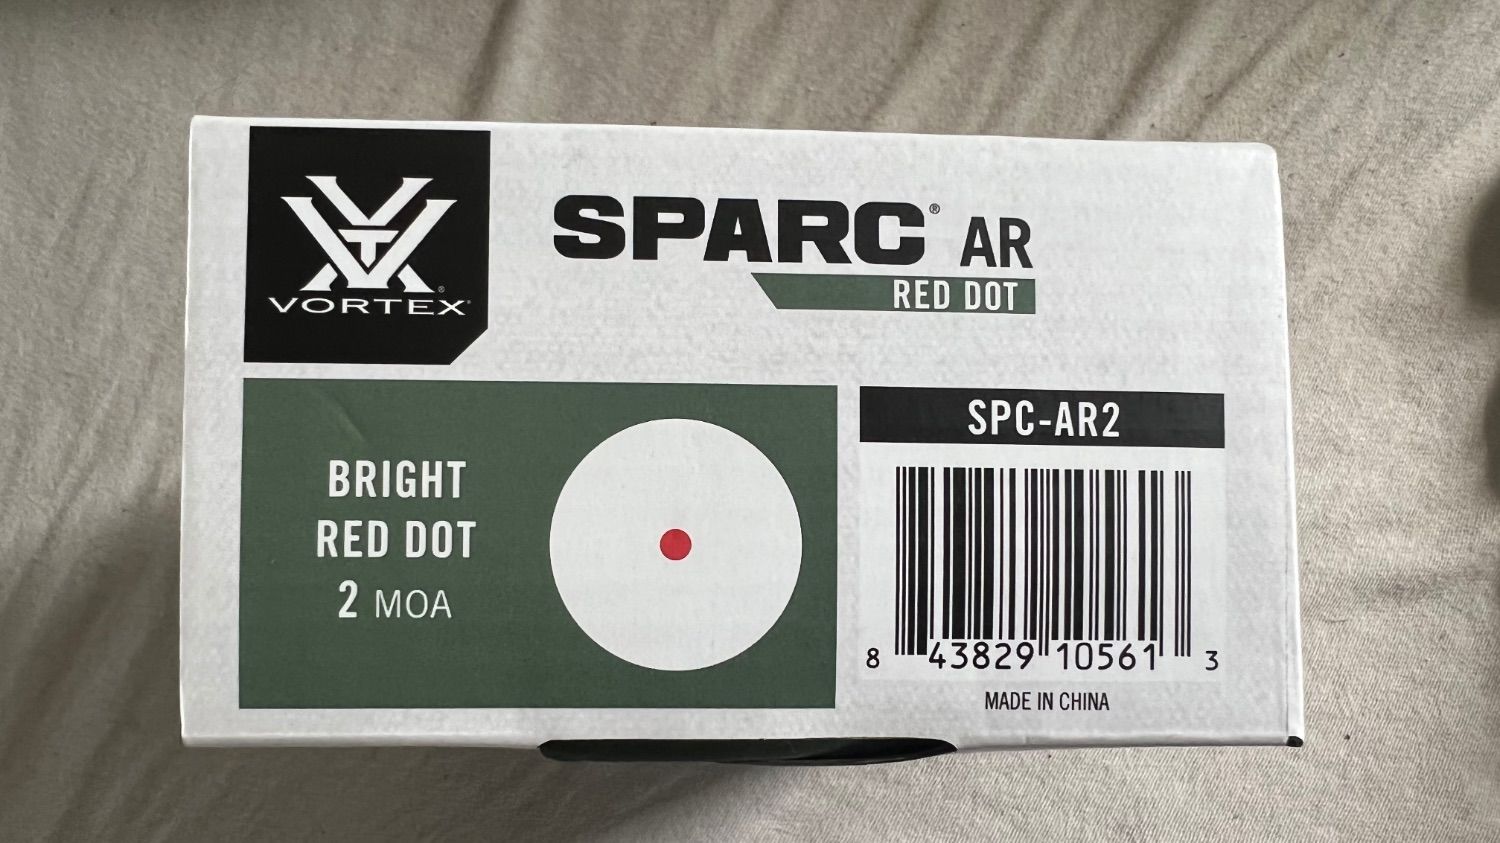 VORTEX®
SPARC® AR
RED DOT
BRIGHT
RED DOT
2 MOA
SPC-AR2
8 43829 10561 3
MADE IN CHINA